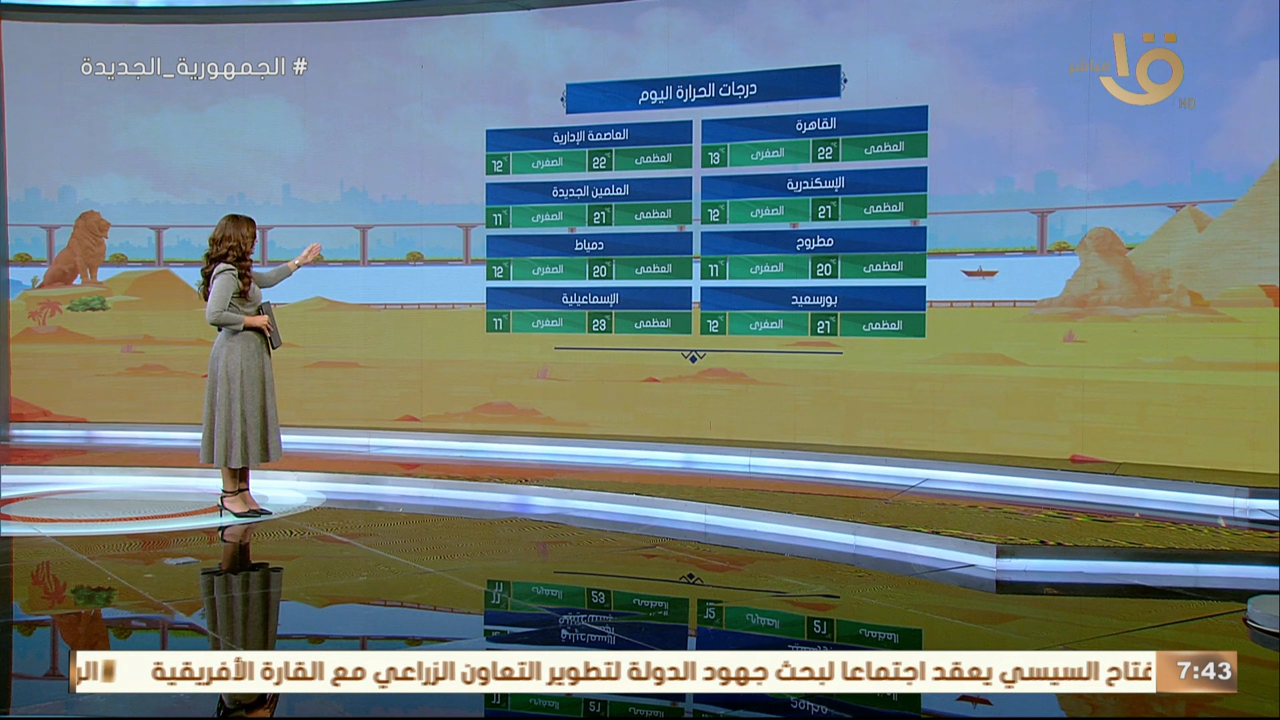 # الجمهورية_الجديدة
مباشر
HD
درجات الحرارة اليوم
القاهرة
العظمى 22°C الصغرى 13°C
العاصمة الإدارية
العظمى 22°C الصغرى 12°C
الإسكندرية
العظمى 21°C الصغرى 12°C
العلمين الجديدة
العظمى 21°C الصغرى 11°C
مطروح
العظمى 20°C الصغرى 11°C
دمياط
العظمى 20°C الصغرى 12°C
بورسعيد
العظمى 21°C الصغرى 12°C
الإسماعيلية
العظمى 23°C الصغرى 11°C
7:43
فتاح السيسي يعقد اجتماعا لبحث جهود الدولة لتطوير التعاون الزراعي مع القارة الأفريقية